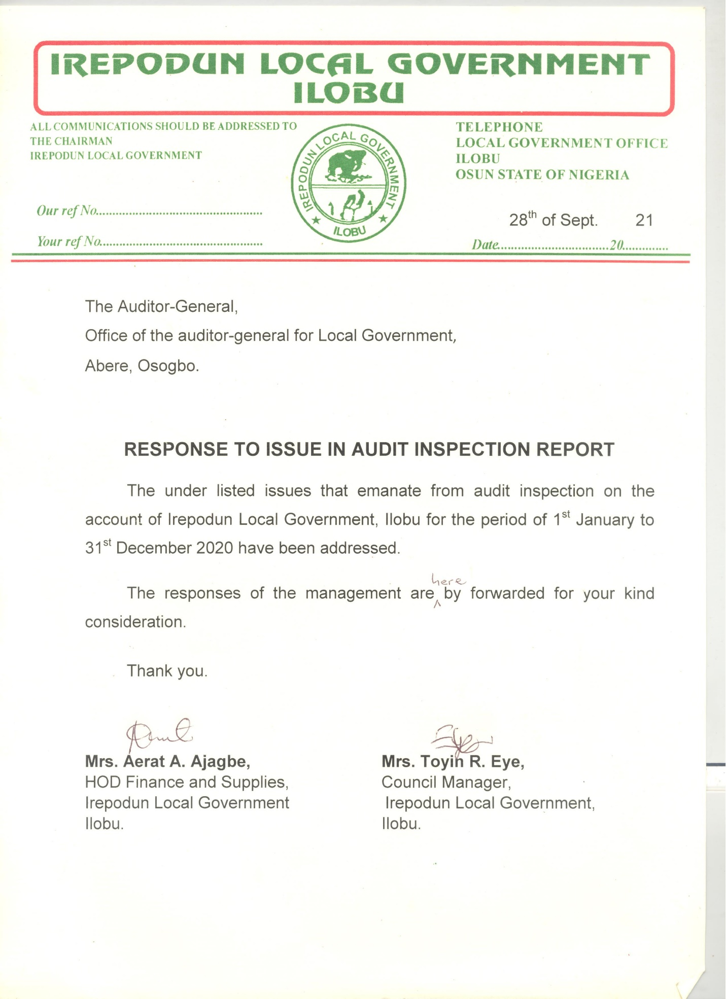 IREPODUN LOCAL GOVERNMENT
ILOBU
ALL COMMUNICATIONS SHOULD BE ADDRESSED TO
THE CHAIRMAN
IREPODUN LOCAL GOVERNMENT
Our ref No.............................................
Your ref No.............................................
IREPODUN LOCAL GOVERNMENT
ILOBU
TELEPHONE
LOCAL GOVERNMENT OFFICE
ILOBU
OSUN STATE OF NIGERIA
28th of Sept. 21
Date................................20.............
The Auditor-General,
Office of the auditor-general for Local Government,
Abere, Osogbo.
RESPONSE TO ISSUE IN AUDIT INSPECTION REPORT
The under listed issues that emanate from audit inspection on the
account of Irepodun Local Government, Ilobu for the period of 1st January to
31st December 2020 have been addressed.
here
The responses of the management are ^ by forwarded for your kind
consideration.
Thank you.
Mrs. Aerat A. Ajagbe,
HOD Finance and Supplies,
Irepodun Local Government
Ilobu.
Eye
Mrs. Toyin R. Eye,
Council Manager,
Irepodun Local Government,
Ilobu.